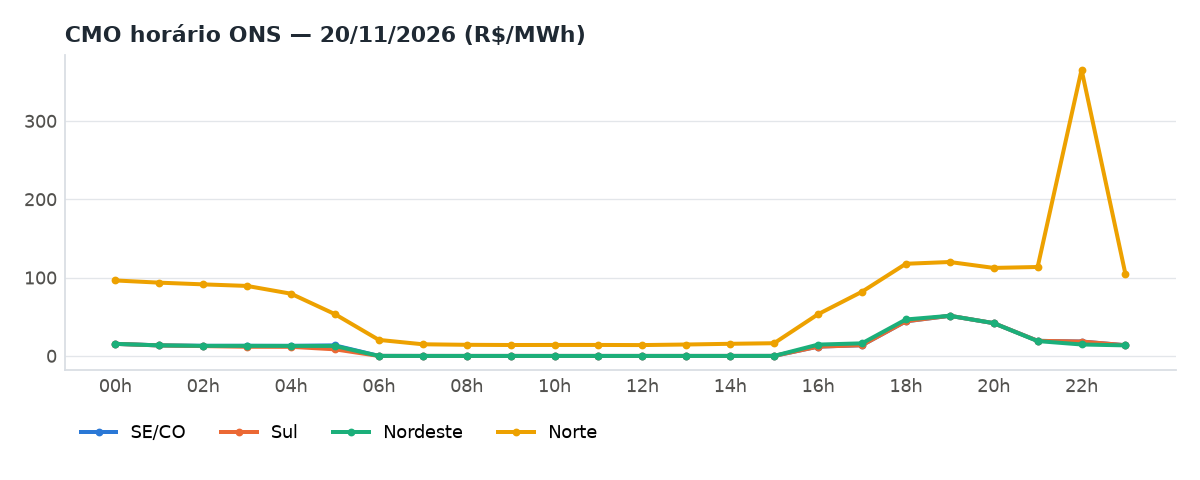 CMO horário ONS — 20/11/2026 (R$/MWh)
300
200
100
0
00h 02h 04h 06h 08h 10h 12h 14h 16h 18h 20h 22h
SE/CO Sul Nordeste Norte